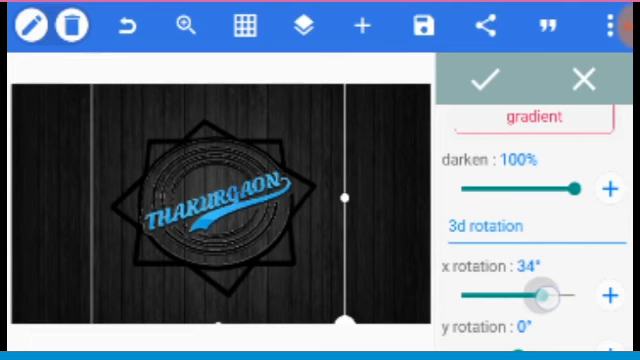 gradient
darken : 100%
3d rotation
x rotation : 34°
y rotation : 0°
THAKURGAON